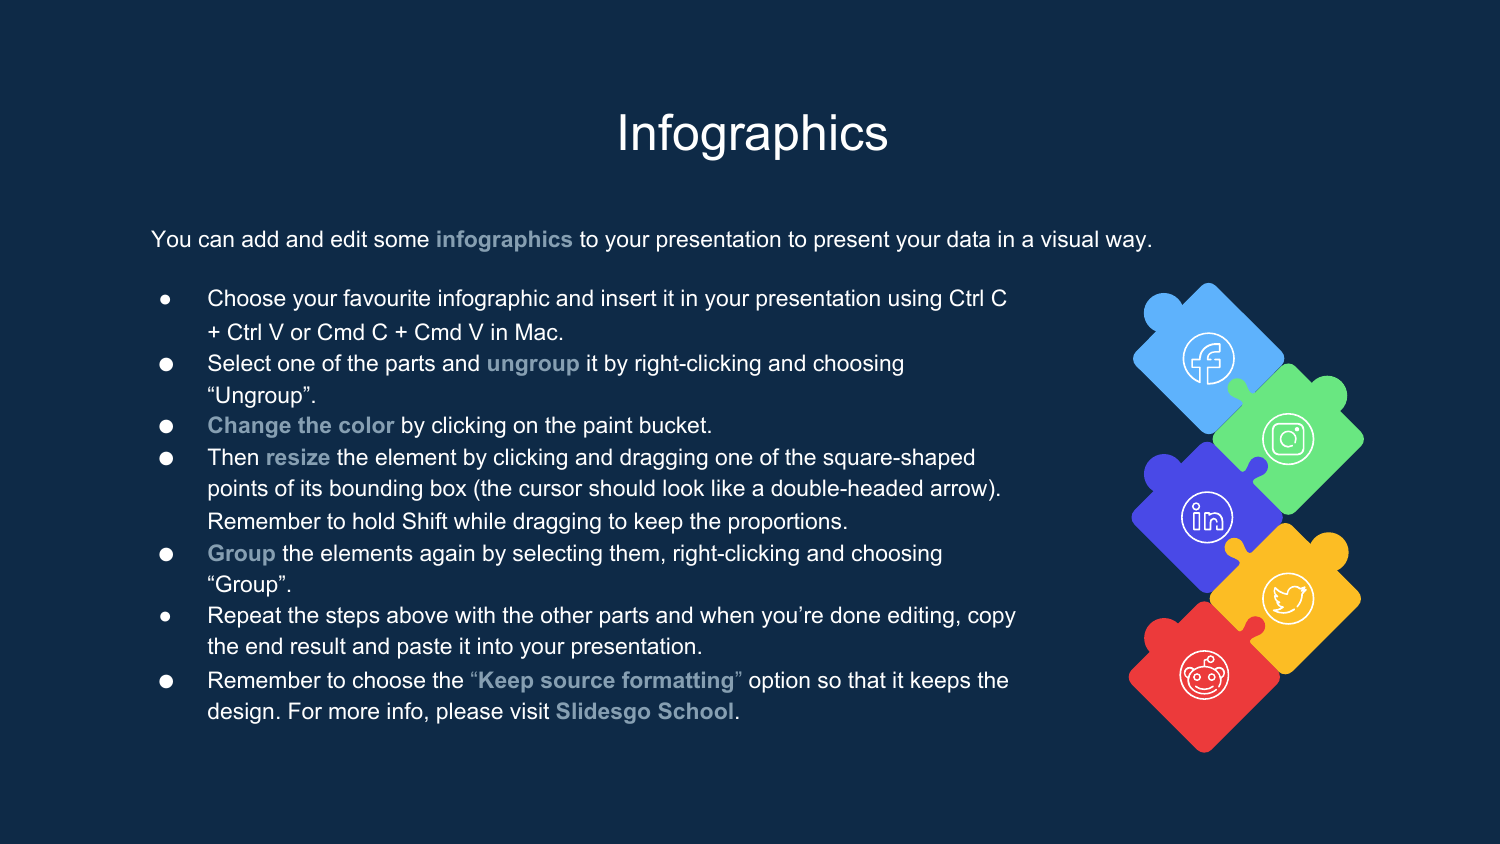 Infographics
You can add and edit some infographics to your presentation to present your data in a visual way.
● Choose your favourite infographic and insert it in your presentation using Ctrl C
+ Ctrl V or Cmd C + Cmd V in Mac.
● Select one of the parts and ungroup it by right-clicking and choosing
“Ungroup”.
● Change the color by clicking on the paint bucket.
● Then resize the element by clicking and dragging one of the square-shaped
points of its bounding box (the cursor should look like a double-headed arrow).
Remember to hold Shift while dragging to keep the proportions.
● Group the elements again by selecting them, right-clicking and choosing
“Group”.
● Repeat the steps above with the other parts and when you’re done editing, copy
the end result and paste it into your presentation.
● Remember to choose the “Keep source formatting” option so that it keeps the
design. For more info, please visit Slidesgo School.
in